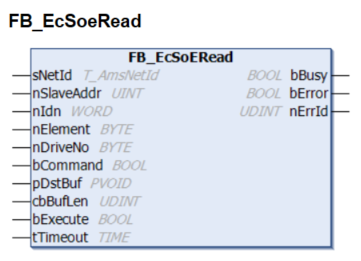 FB_EcSoeRead
FB_EcSoERead
sNetId T_AmsNetId BOOL bBusy
nSlaveAddr UINT BOOL bError
nIdn WORD UDINT nErrId
nElement BYTE
nDriveNo BYTE
bCommand BOOL
pDstBuf PVOID
cbBufLen UDINT
bExecute BOOL
tTimeout TIME